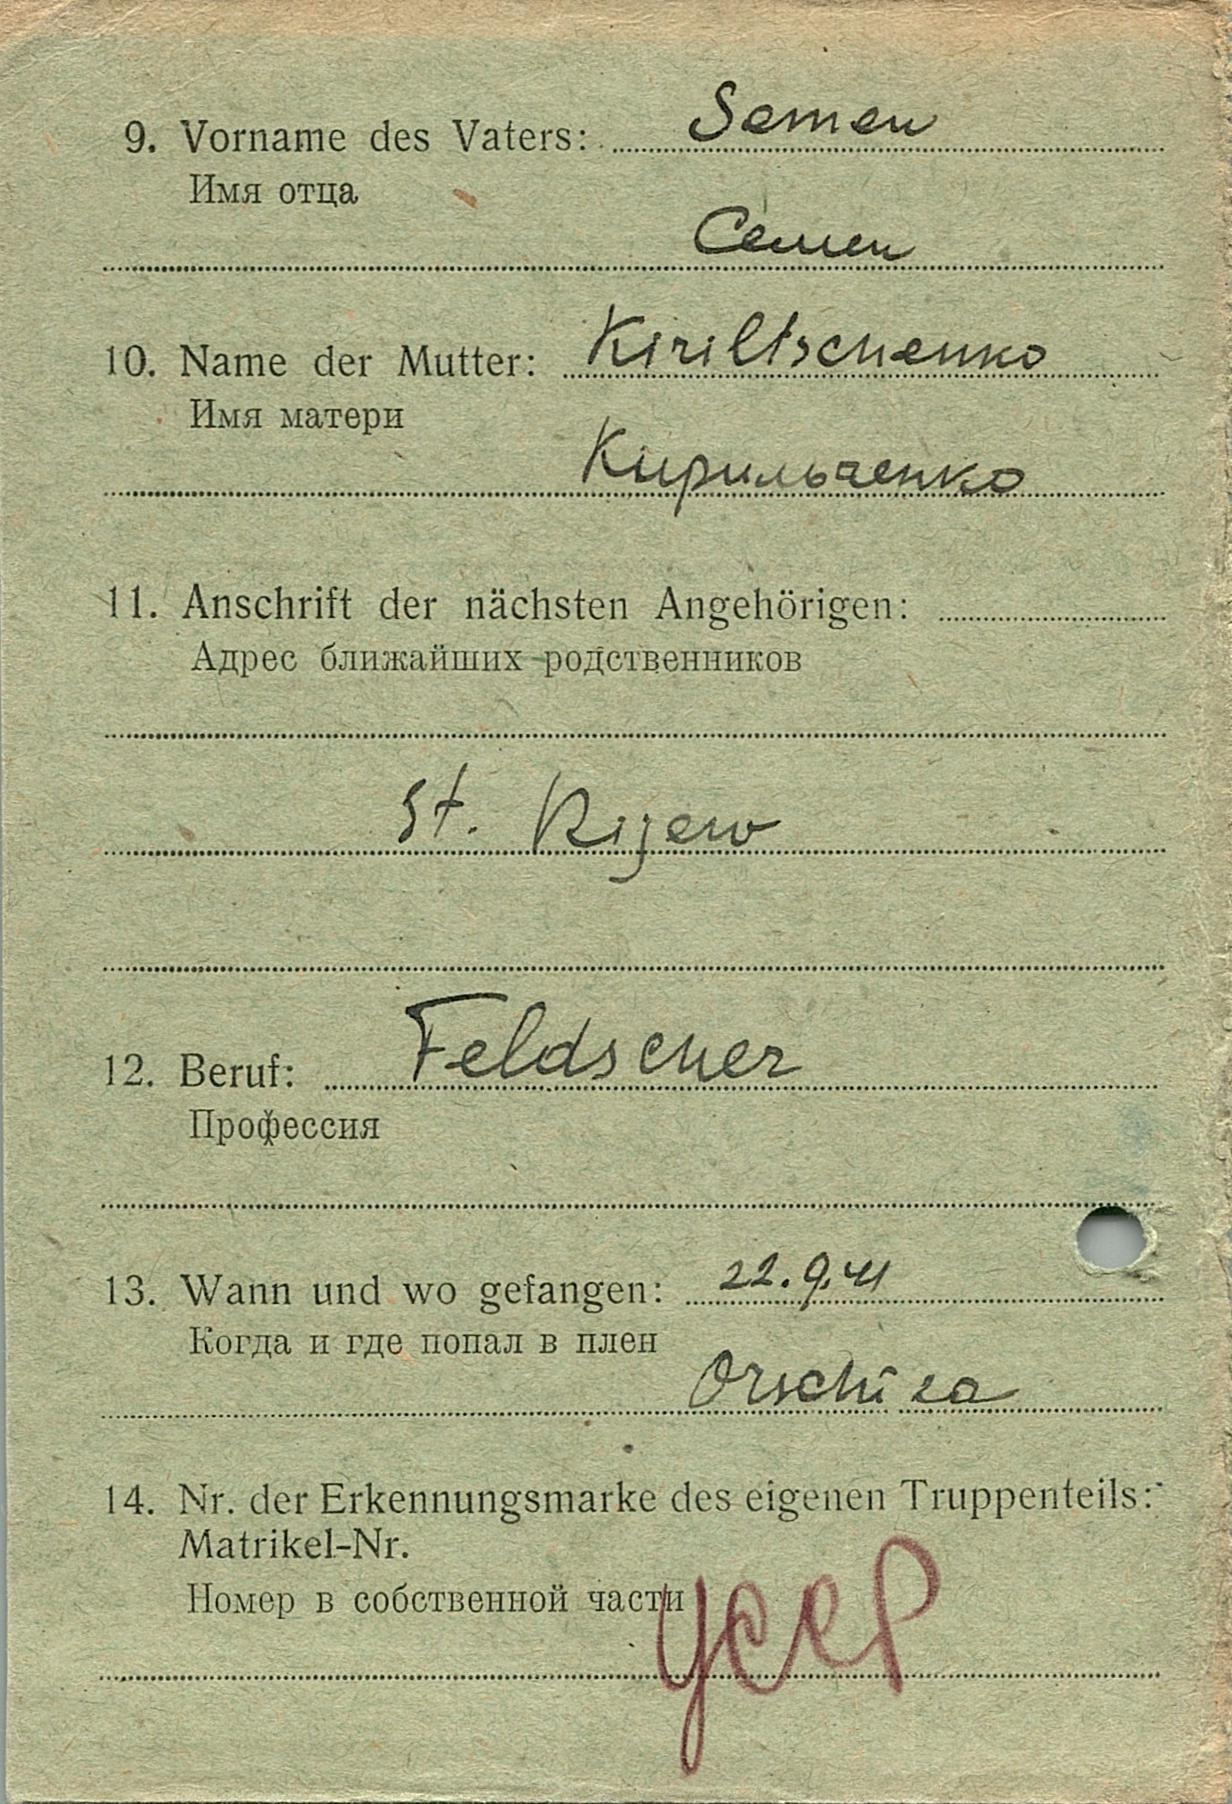 9. Vorname des Vaters: Semen
Имя отца
Семен
10. Name der Mutter: Kiriltschenko
Имя матери
Кирильченко
11. Anschrift der nächsten Angehörigen:
Адрес ближайших родственников
St. Kijew
12. Beruf: Feldscher
Профессия
13. Wann und wo gefangen: 22.9.41
Когда и где попал в плен
Orschiza
14. Nr. der Erkennungsmarke des eigenen Truppenteils:
Matrikel-Nr.
Номер в собственной части
УССР